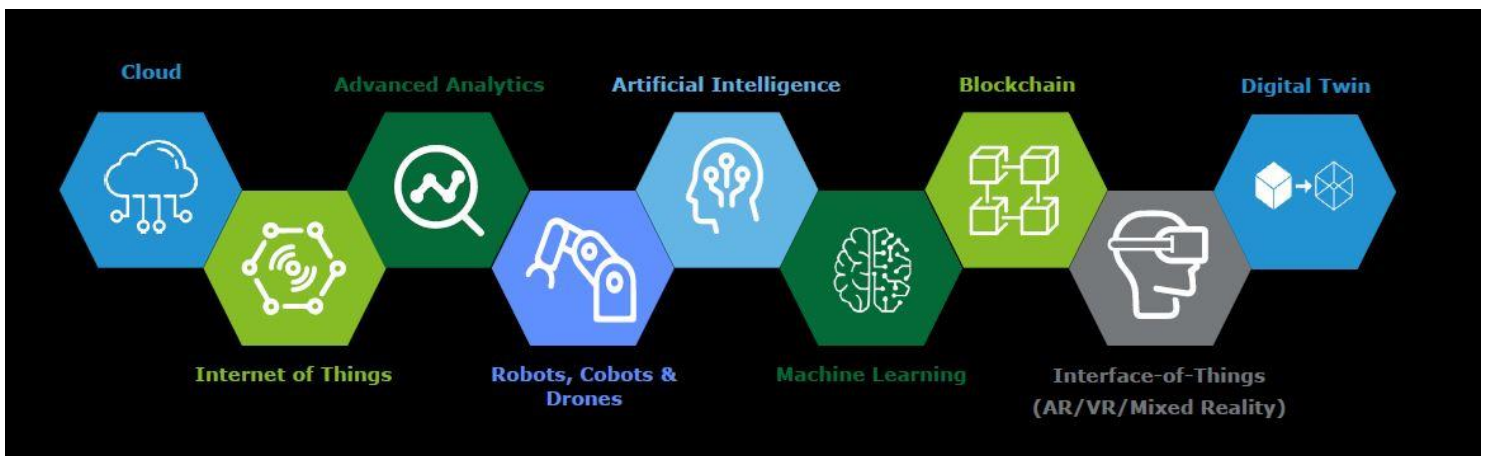 Cloud
Advanced Analytics
Artificial Intelligence
Blockchain
Digital Twin
Internet of Things
Robots, Cobots &
Drones
Machine Learning
Interface-of-Things
(AR/VR/Mixed Reality)